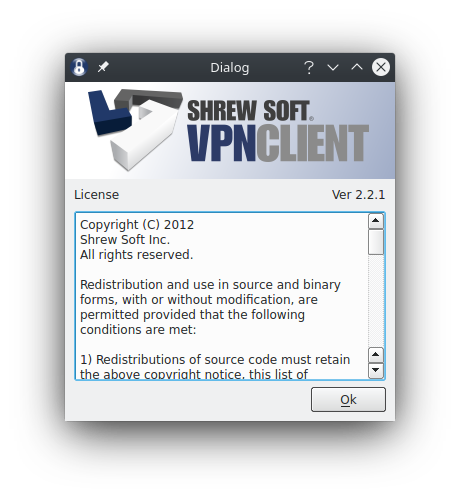 Dialog
SHREW SOFT®
VPNCLIENT
License
Ver 2.2.1
Copyright (C) 2012
Shrew Soft Inc.
All rights reserved.
Redistribution and use in source and binary
forms, with or without modification, are
permitted provided that the following
conditions are met:
1) Redistributions of source code must retain
the above copyright notice, this list of
Ok